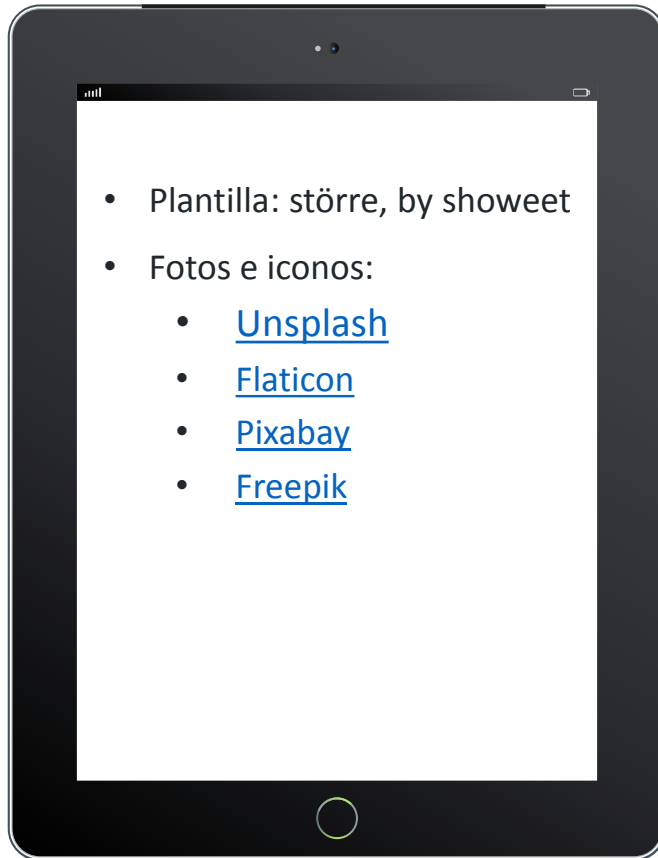 • Plantilla: större, by showeet
• Fotos e iconos:
• Unsplash
• Flaticon
• Pixabay
• Freepik